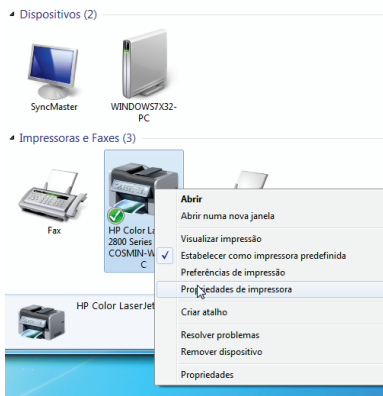 Dispositivos (2)
SyncMaster
WINDOWS7X32-
PC
Impressoras e Faxes (3)
Fax
HP Color La
2800 Series
COSMIN-W
C
Abrir
Abrir numa nova janela
Visualizar impressão
Estabelecer como impressora predefinida
Preferências de impressão
Propriedades de impressora
Criar atalho
Resolver problemas
Remover dispositivo
Propriedades
HP Color LaserJet